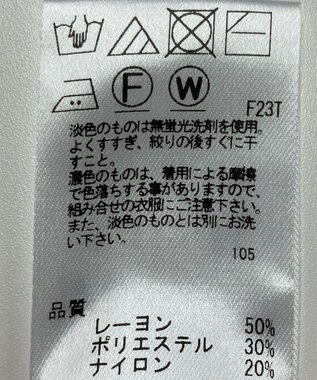 F W
F23T
淡色のものは無蛍光洗剤を使用。
よくすすぎ、絞りの後すぐに干
すこと。
濃色のものは、着用による摩擦
で色落ちする事がありますので、
組み合せの衣服にご注意下さい。
また、淡色のものとは別にお洗
い下さい。
105
品質
レーヨン 50%
ポリエステル 30%
ナイロン 20%